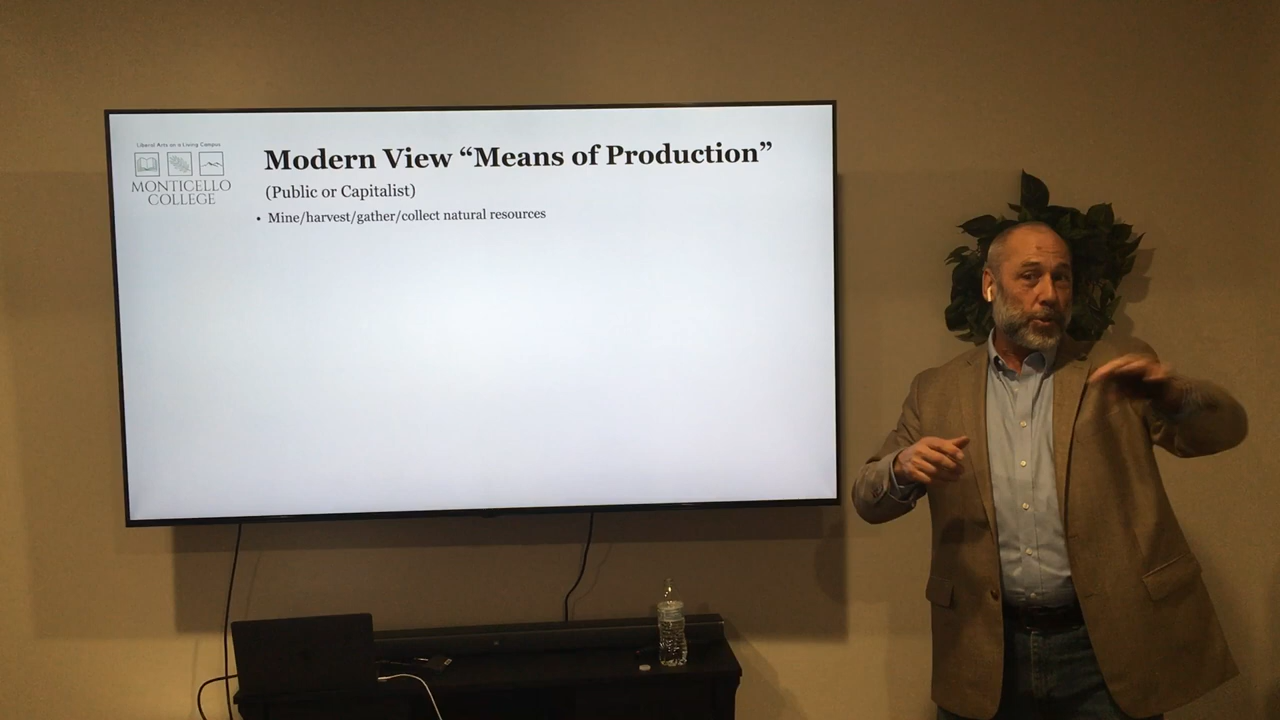 Liberal Arts on a Living Campus
MONTICELLO
COLLEGE
Modern View “Means of Production”
(Public or Capitalist)
• Mine/harvest/gather/collect natural resources